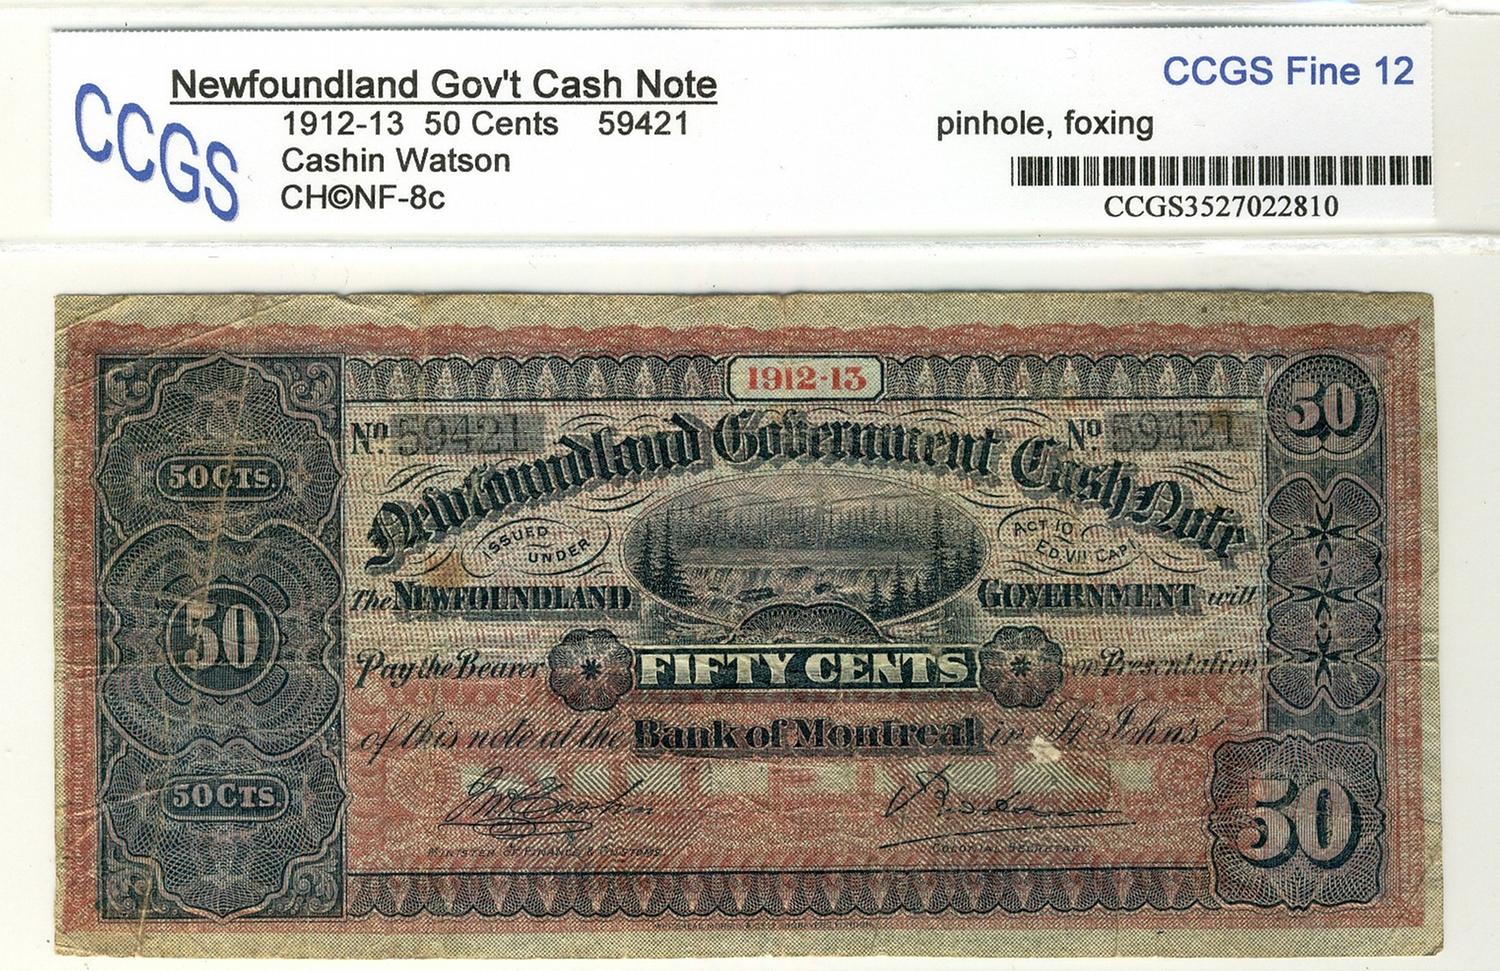 CCGS
Newfoundland Gov't Cash Note
1912-13 50 Cents 59421
Cashin Watson
CH©NF-8c
CCGS Fine 12
pinhole, foxing
CCGS3527022810
1912-13
50
No. 59421
No. 59421
Newfoundland Government Cash Note
50CTS.
ISSUED UNDER
ACT 10 ED. VII CAP.
The NEWFOUNDLAND GOVERNMENT will
50
Pay the Bearer FIFTY CENTS on Presentation
of this note at the Bank of Montreal in St. John's
50CTS.
50
MINISTER OF FINANCE & CUSTOMS.
COLONIAL SECRETARY.